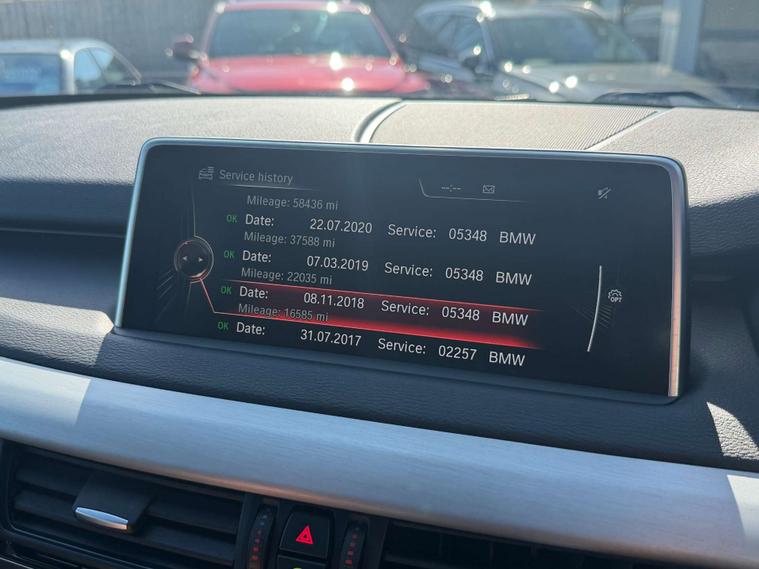 Service history
--:--
Mileage: 58436 mi
OK Date: 22.07.2020 Service: 05348 BMW
Mileage: 37588 mi
OK Date: 07.03.2019 Service: 05348 BMW
Mileage: 22035 mi
OK Date: 08.11.2018 Service: 05348 BMW
Mileage: 16585 mi
OK Date: 31.07.2017 Service: 02257 BMW
OPT